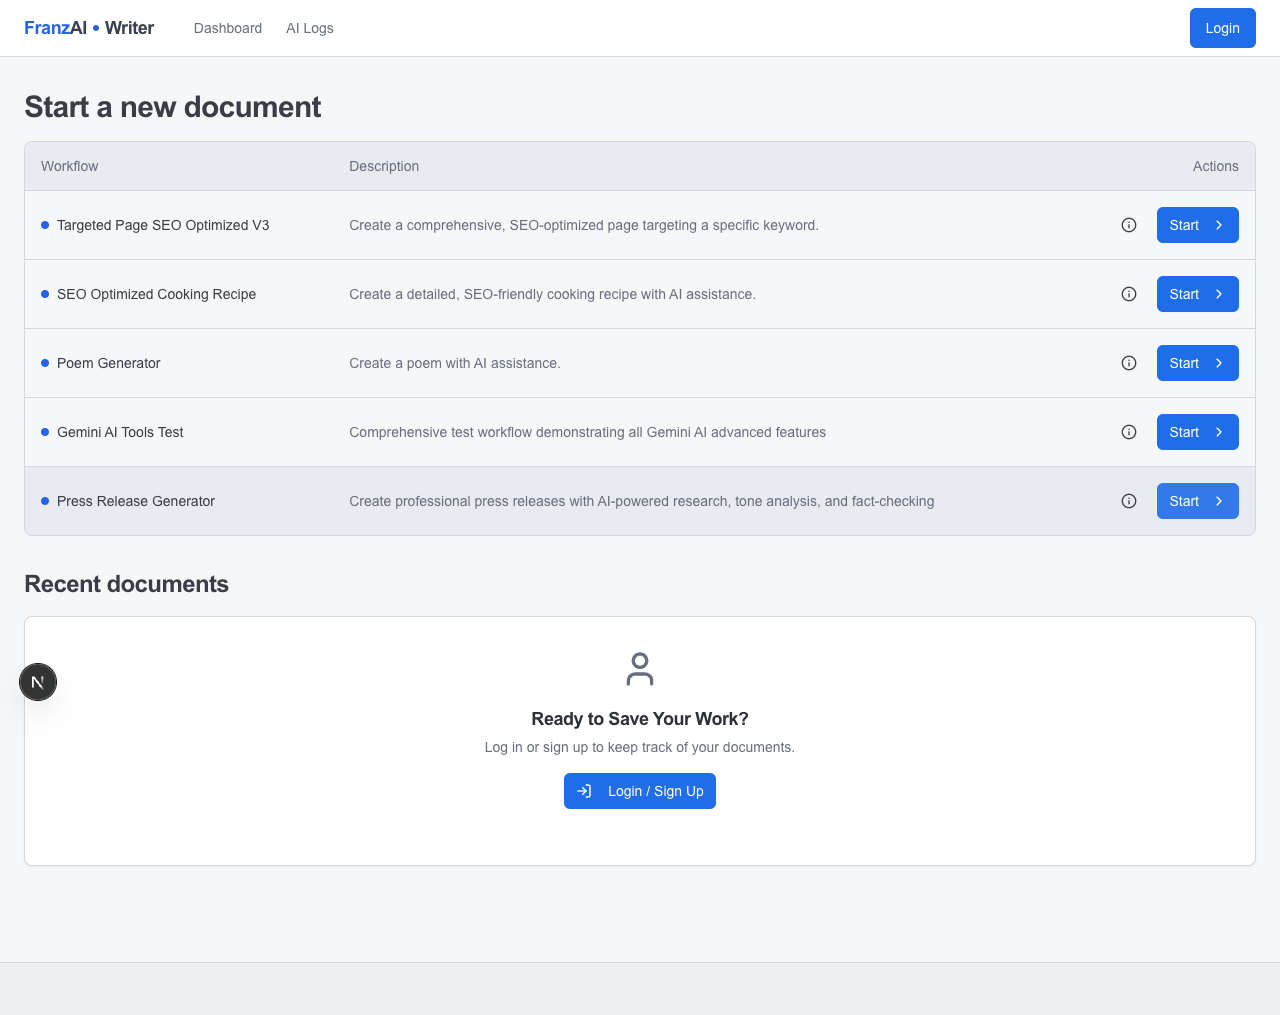 FranzAI • Writer
Dashboard
AI Logs
Login
Start a new document
Workflow
Description
Actions
Targeted Page SEO Optimized V3
Create a comprehensive, SEO-optimized page targeting a specific keyword.
Start
SEO Optimized Cooking Recipe
Create a detailed, SEO-friendly cooking recipe with AI assistance.
Start
Poem Generator
Create a poem with AI assistance.
Start
Gemini AI Tools Test
Comprehensive test workflow demonstrating all Gemini AI advanced features
Start
Press Release Generator
Create professional press releases with AI-powered research, tone analysis, and fact-checking
Start
Recent documents
N
Ready to Save Your Work?
Log in or sign up to keep track of your documents.
Login / Sign Up